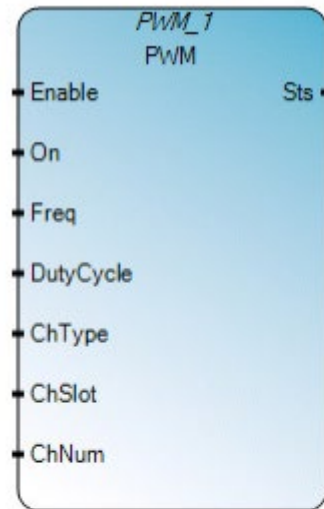 PWM_1
PWM
Enable Sts
On
Freq
DutyCycle
ChType
ChSlot
ChNum